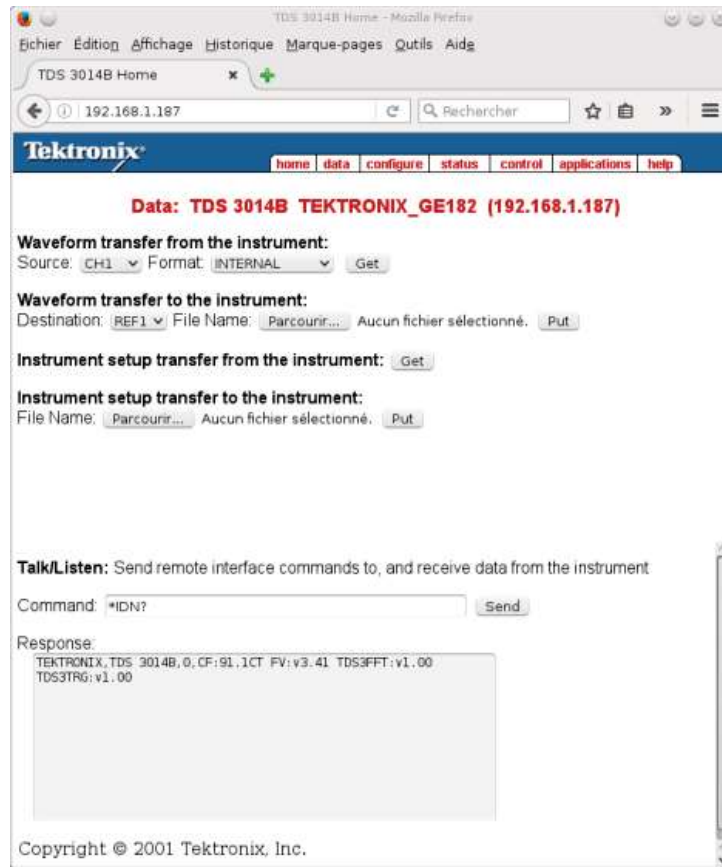 TDS 3014B Home - Mozilla Firefox
Fichier Édition Affichage Historique Marque-pages Outils Aide
TDS 3014B Home
192.168.1.187 Rechercher
Tektronix
home data configure status control applications help
Data: TDS 3014B TEKTRONIX_GE182 (192.168.1.187)
Waveform transfer from the instrument:
Source: CH1 Format: INTERNAL Get
Waveform transfer to the instrument:
Destination: REF1 File Name: Parcourir... Aucun fichier sélectionné. Put
Instrument setup transfer from the instrument: Get
Instrument setup transfer to the instrument:
File Name: Parcourir... Aucun fichier sélectionné. Put
Talk/Listen: Send remote interface commands to, and receive data from the instrument
Command: *IDN? Send
Response:
TEKTRONIX,TDS 3014B,0,CF:91.1CT FV:v3.41 TDS3FFT:v1.00
TDS3TRG:v1.00
Copyright © 2001 Tektronix, Inc.